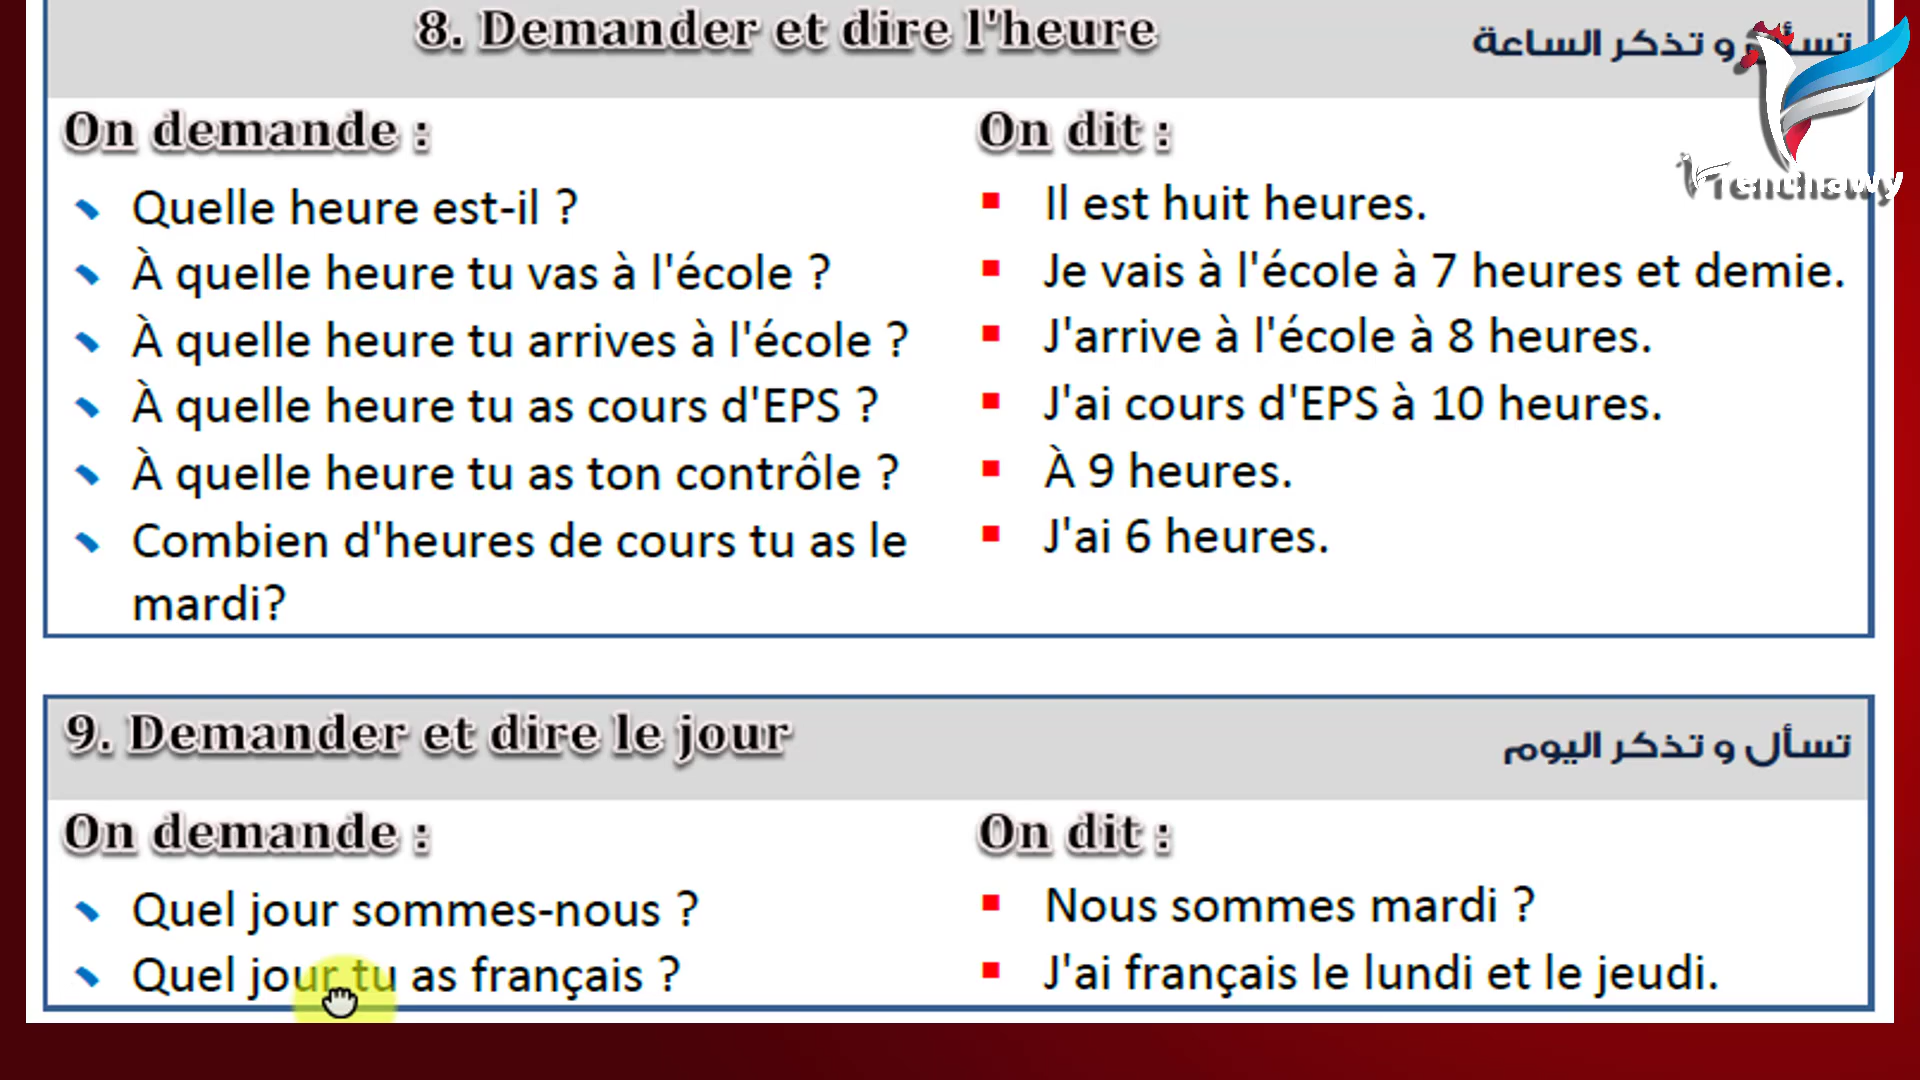 8. Demander et dire l'heure
تسأل و تذكر الساعة
Frenchawy
On demande :
On dit :
Quelle heure est-il ?
Il est huit heures.
À quelle heure tu vas à l'école ?
Je vais à l'école à 7 heures et demie.
À quelle heure tu arrives à l'école ?
J'arrive à l'école à 8 heures.
À quelle heure tu as cours d'EPS ?
J'ai cours d'EPS à 10 heures.
À quelle heure tu as ton contrôle ?
À 9 heures.
Combien d'heures de cours tu as le
mardi?
J'ai 6 heures.
9. Demander et dire le jour
تسأل و تذكر اليوم
On demande :
On dit :
Quel jour sommes-nous ?
Nous sommes mardi ?
Quel jour tu as français ?
J'ai français le lundi et le jeudi.